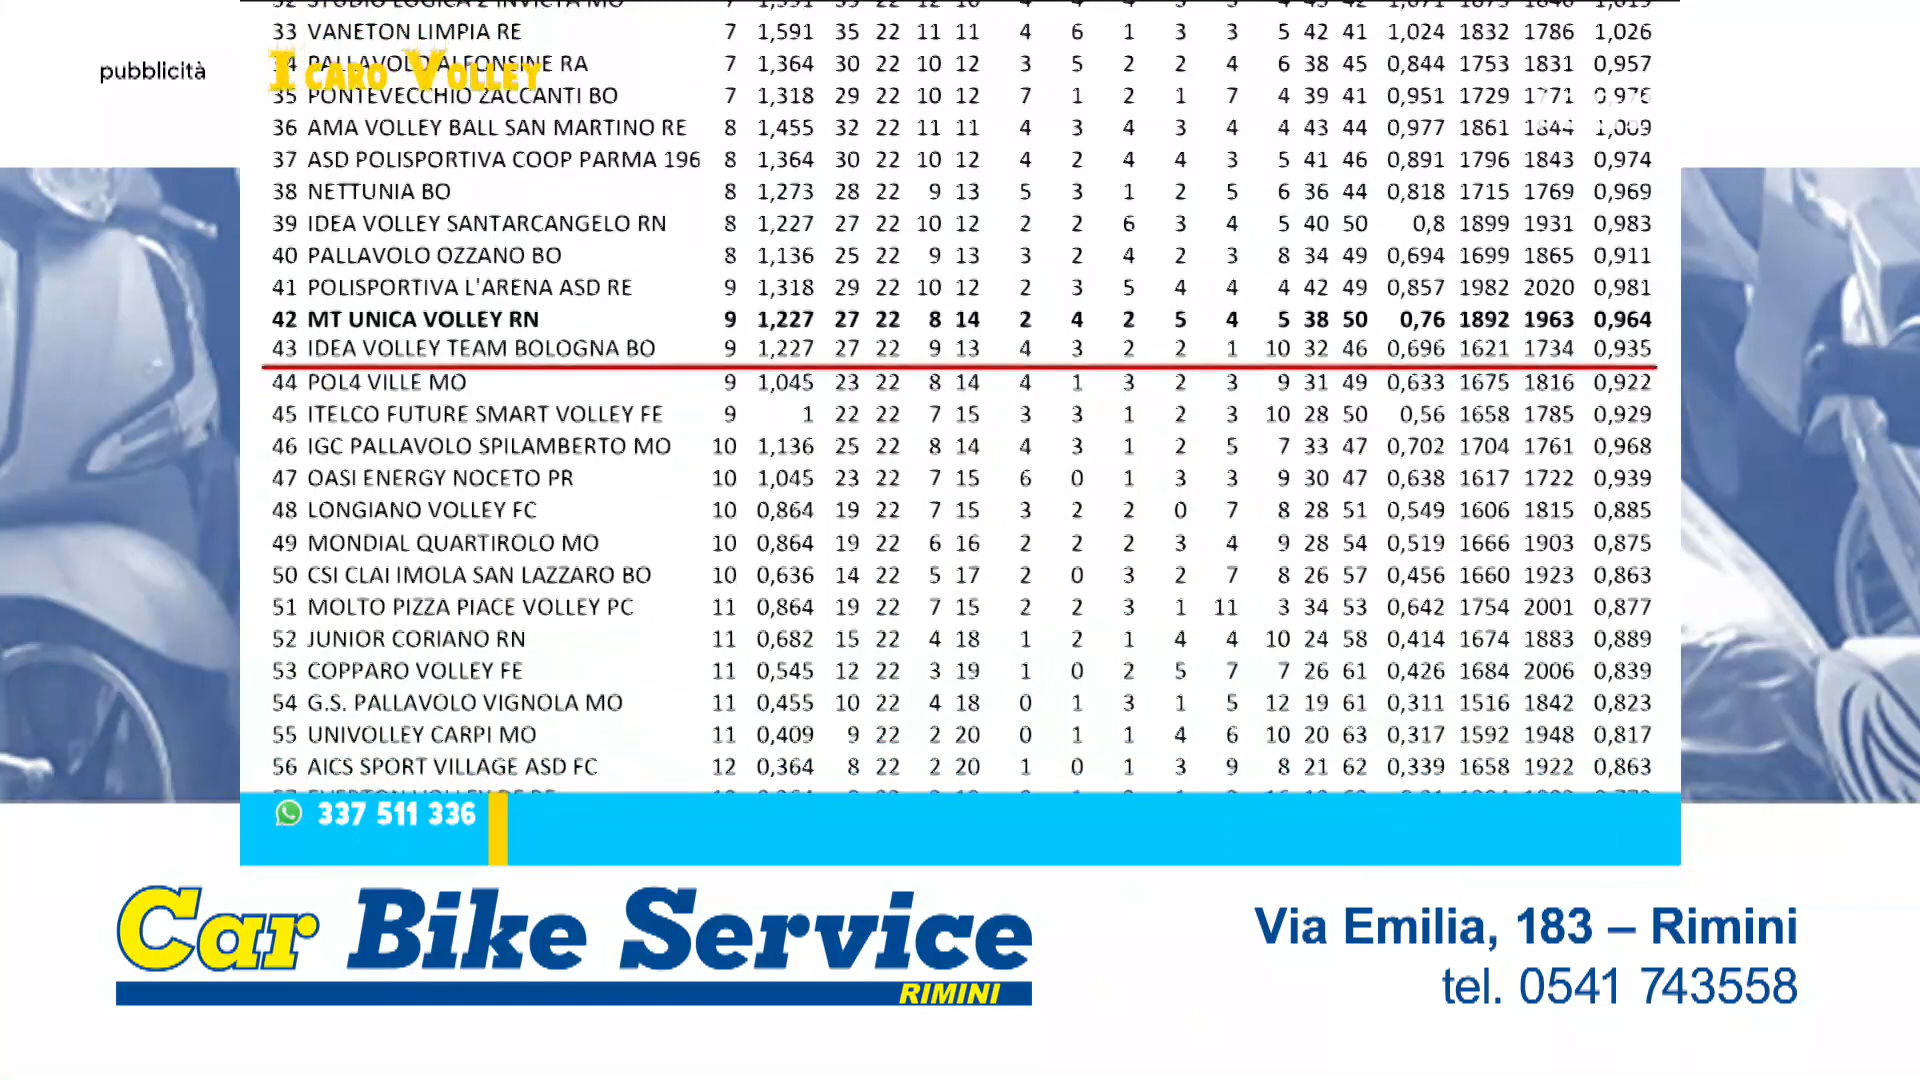 pubblicità
ICARO VOLLEY
33 VANETON LIMPIA RE 7 1,591 35 22 11 11 4 6 1 3 3 5 42 41 1,024 1832 1786 1,026
34 PALLAVOLO ALFONSINE RA 7 1,364 30 22 10 12 3 5 2 2 4 6 38 45 0,844 1753 1831 0,957
35 PONTEVECCHIO ZACCANTI BO 7 1,318 29 22 10 12 7 1 2 1 7 4 39 41 0,951 1729 1771 0,976
36 AMA VOLLEY BALL SAN MARTINO RE 8 1,455 32 22 11 11 4 3 4 3 4 4 43 44 0,977 1861 1844 1,009
37 ASD POLISPORTIVA COOP PARMA 196 8 1,364 30 22 10 12 4 2 4 4 3 5 41 46 0,891 1796 1843 0,974
38 NETTUNIA BO 8 1,273 28 22 9 13 5 3 1 2 5 6 36 44 0,818 1715 1769 0,969
39 IDEA VOLLEY SANTARCANGELO RN 8 1,227 27 22 10 12 2 2 6 3 4 5 40 50 0,8 1899 1931 0,983
40 PALLAVOLO OZZANO BO 8 1,136 25 22 9 13 3 2 4 2 3 8 34 49 0,694 1699 1865 0,911
41 POLISPORTIVA L'ARENA ASD RE 9 1,318 29 22 10 12 2 3 5 4 4 4 42 49 0,857 1982 2020 0,981
42 MT UNICA VOLLEY RN 9 1,227 27 22 8 14 2 4 2 5 4 5 38 50 0,76 1892 1963 0,964
43 IDEA VOLLEY TEAM BOLOGNA BO 9 1,227 27 22 9 13 4 3 2 2 1 10 32 46 0,696 1621 1734 0,935
44 POL4 VILLE MO 9 1,045 23 22 8 14 4 1 3 2 3 9 31 49 0,633 1675 1816 0,922
45 ITELCO FUTURE SMART VOLLEY FE 9 1 22 22 7 15 3 3 1 2 3 10 28 50 0,56 1658 1785 0,929
46 IGC PALLAVOLO SPILAMBERTO MO 10 1,136 25 22 8 14 4 3 1 2 5 7 33 47 0,702 1704 1761 0,968
47 OASI ENERGY NOCETO PR 10 1,045 23 22 7 15 6 0 1 3 3 9 30 47 0,638 1617 1722 0,939
48 LONGIANO VOLLEY FC 10 0,864 19 22 7 15 3 2 2 0 7 8 28 51 0,549 1606 1815 0,885
49 MONDIAL QUARTIROLO MO 10 0,864 19 22 6 16 2 2 2 3 4 9 28 54 0,519 1666 1903 0,875
50 CSI CLAI IMOLA SAN LAZZARO BO 10 0,636 14 22 5 17 2 0 3 2 7 8 26 57 0,456 1660 1923 0,863
51 MOLTO PIZZA PIACE VOLLEY PC 11 0,864 19 22 7 15 2 2 3 1 11 3 34 53 0,642 1754 2001 0,877
52 JUNIOR CORIANO RN 11 0,682 15 22 4 18 1 2 1 4 4 10 24 58 0,414 1674 1883 0,889
53 COPPARO VOLLEY FE 11 0,545 12 22 3 19 1 0 2 5 7 7 26 61 0,426 1684 2006 0,839
54 G.S. PALLAVOLO VIGNOLA MO 11 0,455 10 22 4 18 0 1 3 1 5 12 19 61 0,311 1516 1842 0,823
55 UNIVOLLEY CARPI MO 11 0,409 9 22 2 20 0 1 1 4 6 10 20 63 0,317 1592 1948 0,817
56 AICS SPORT VILLAGE ASD FC 12 0,364 8 22 2 20 1 0 1 3 9 8 21 62 0,339 1658 1922 0,863
337 511 336
Car Bike Service
RIMINI
Via Emilia, 183 – Rimini
tel. 0541 743558